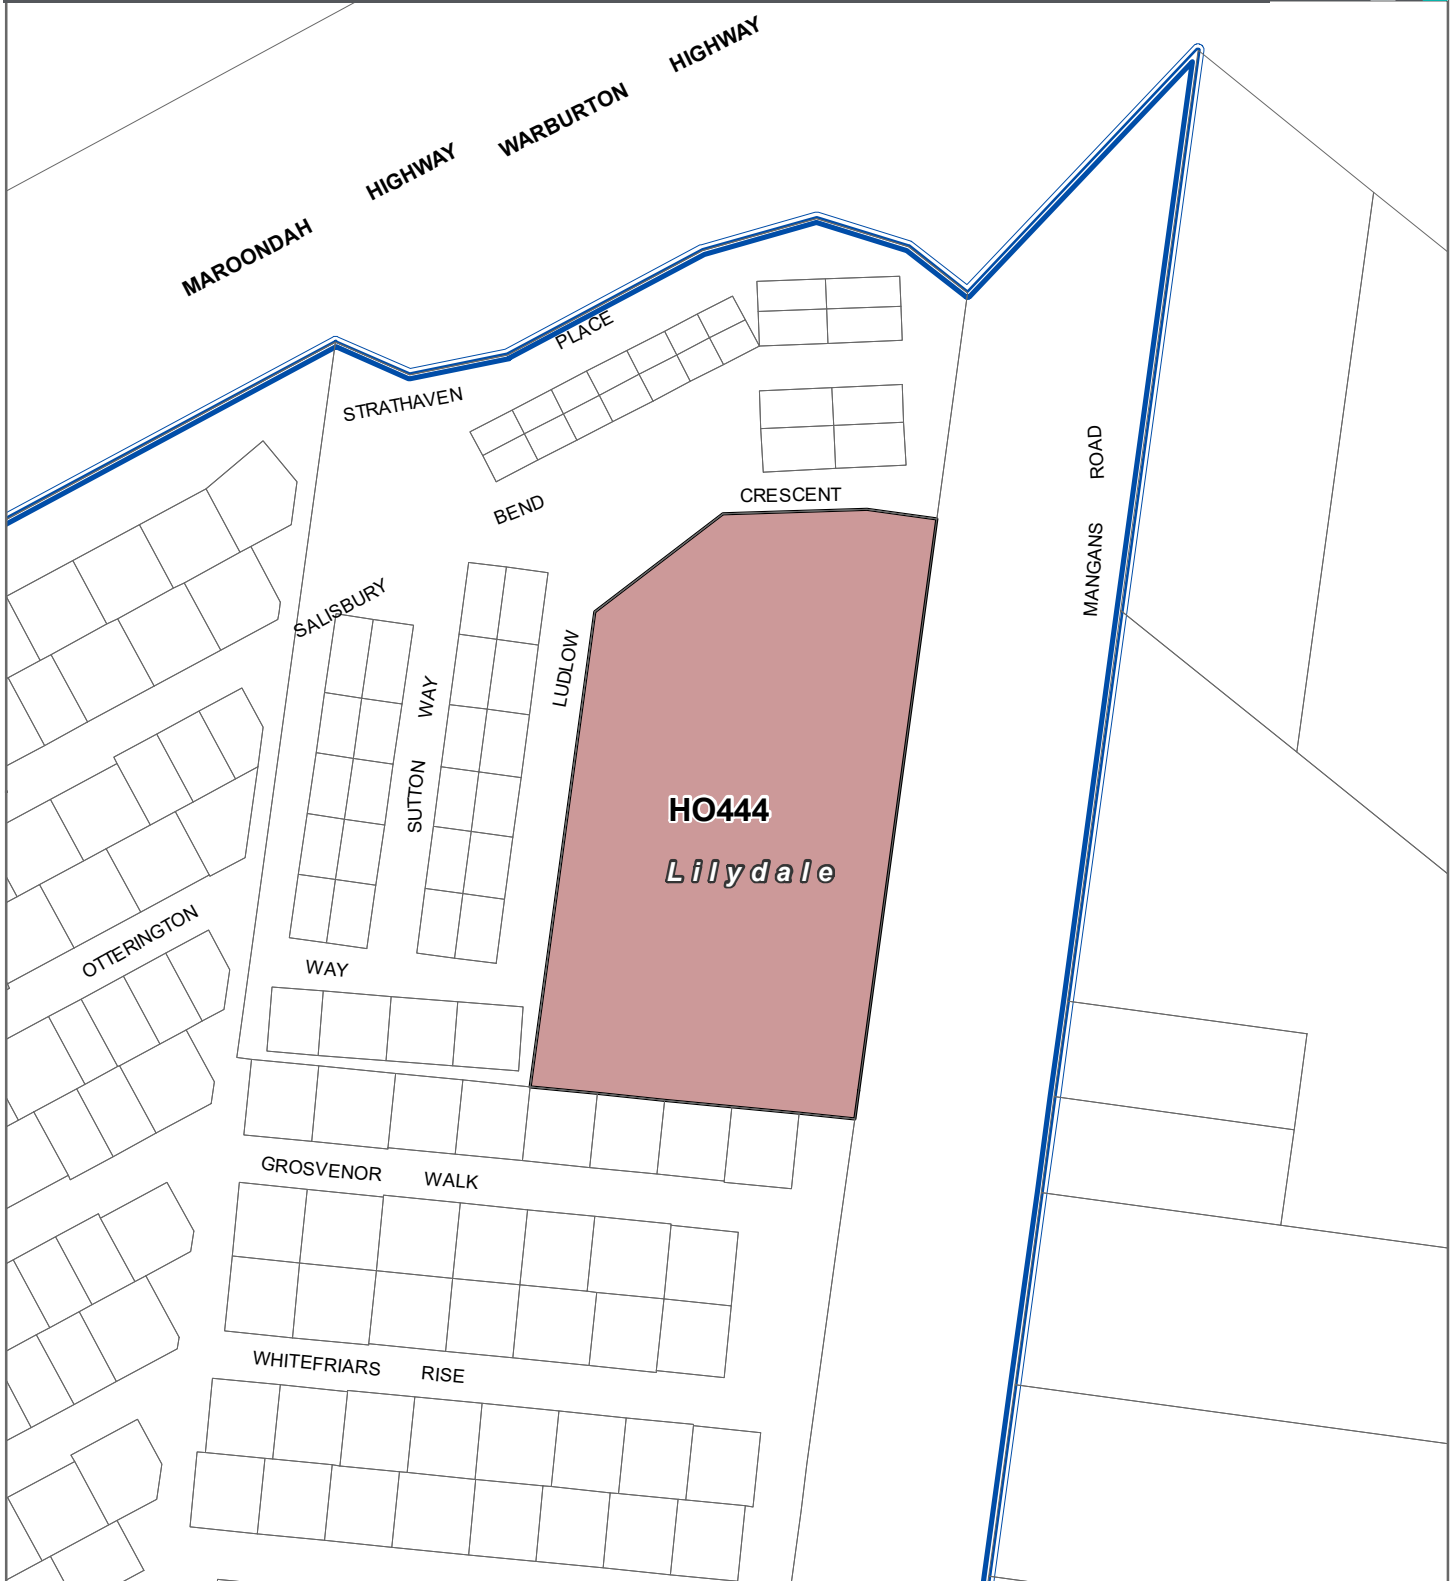 HIGHWAY
WARBURTON
HIGHWAY
MAROONDAH
PLACE
STRATHAVEN
ROAD
CRESCENT
BEND
MANGANS
SALISBURY
LUDLOW
WAY
SUTTON
HO444
Lilydale
OTTERINGTON
WAY
GROSVENOR WALK
WHITEFRIARS RISE